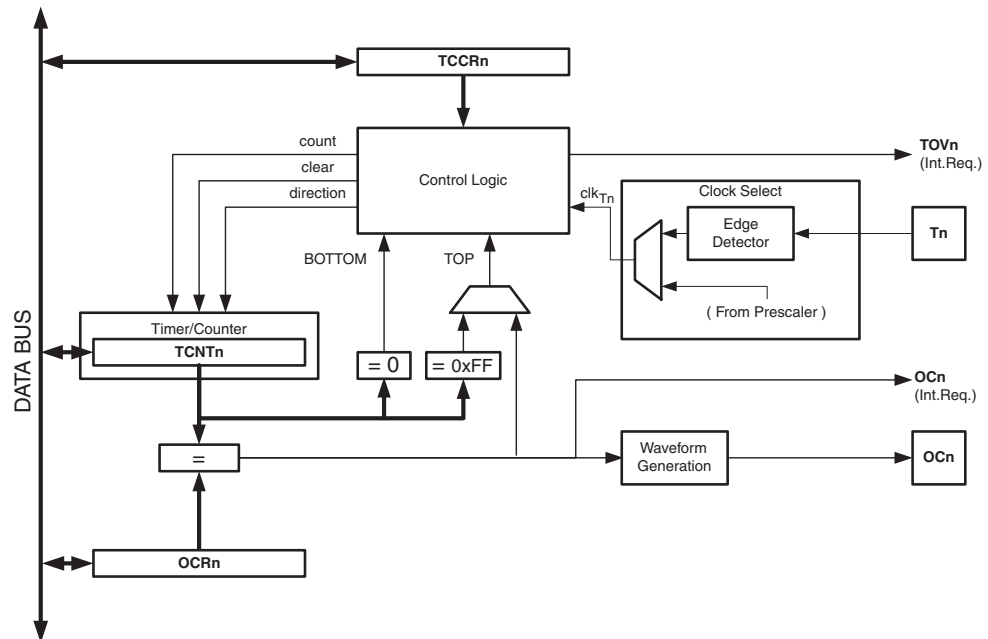 TCCRn
count
clear
direction
Control Logic
TOVn
(Int.Req.)
clkTn
Clock Select
Edge
Detector
Tn
( From Prescaler )
BOTTOM
TOP
DATA BUS
Timer/Counter
TCNTn
= 0
= 0xFF
OCn
(Int.Req.)
=
Waveform
Generation
OCn
OCRn